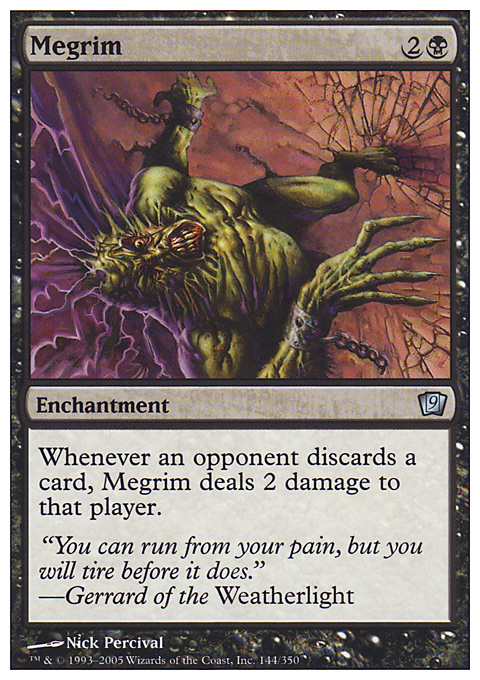 Megrim 2
Enchantment 9
Whenever an opponent discards a
card, Megrim deals 2 damage to
that player.
“You can run from your pain, but you
will tire before it does.”
—Gerrard of the Weatherlight
Nick Percival
™ & © 1993–2005 Wizards of the Coast, Inc. 144/350